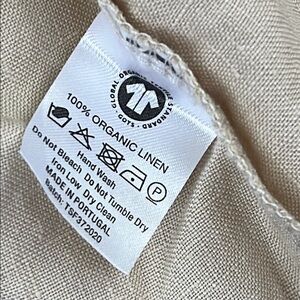 GLOBAL ORGANIC TEXTILE STANDARD
GOTS
100% ORGANIC LINEN
P
Hand Wash
Do Not Bleach Do Not Tumble Dry
Iron Low Dry Clean
MADE IN PORTUGAL
Batch: TSF372020